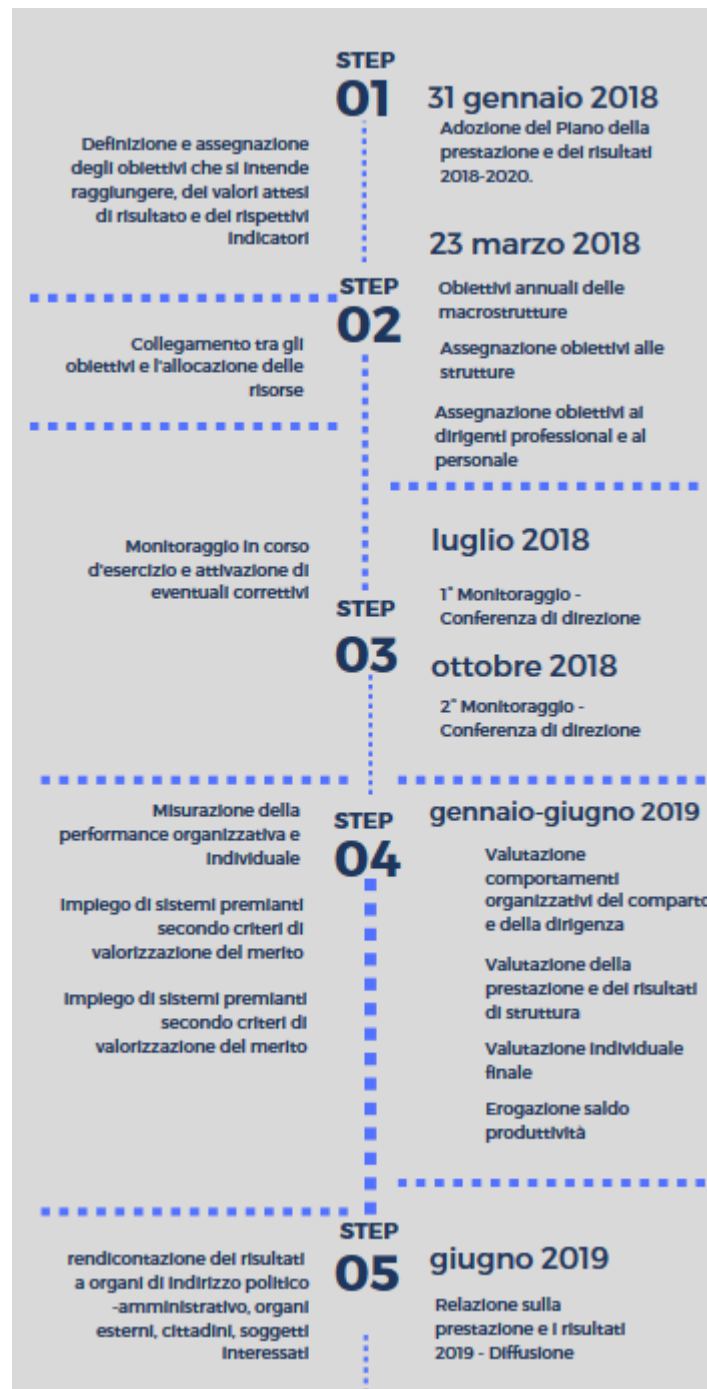 STEP
01
31 gennaio 2018
Adozione del Piano della
prestazione e dei risultati
2018-2020.
Definizione e assegnazione
degli obiettivi che si intende
raggiungere, dei valori attesi
di risultato e dei rispettivi
indicatori
23 marzo 2018
STEP
02
Obiettivi annuali delle
macrostrutture
Assegnazione obiettivi alle
strutture
Assegnazione obiettivi ai
dirigenti professional e al
personale
Collegamento tra gli
obiettivi e l'allocazione delle
risorse
Monitoraggio in corso
d'esercizio e attivazione di
eventuali correttivi
luglio 2018
1° Monitoraggio -
Conferenza di direzione
STEP
03
ottobre 2018
2° Monitoraggio -
Conferenza di direzione
Misurazione della
performance organizzativa e
individuale
Impiego di sistemi premianti
secondo criteri di
valorizzazione del merito
Impiego di sistemi premianti
secondo criteri di
valorizzazione del merito
STEP
04
gennaio-giugno 2019
Valutazione
comportamenti
organizzativi del comparto
e della dirigenza
Valutazione della
prestazione e dei risultati
di struttura
Valutazione individuale
finale
Erogazione saldo
produttività
STEP
05
rendicontazione dei risultati
a organi di indirizzo politico
-amministrativo, organi
esterni, cittadini, soggetti
interessati
giugno 2019
Relazione sulla
prestazione e i risultati
2019 - Diffusione